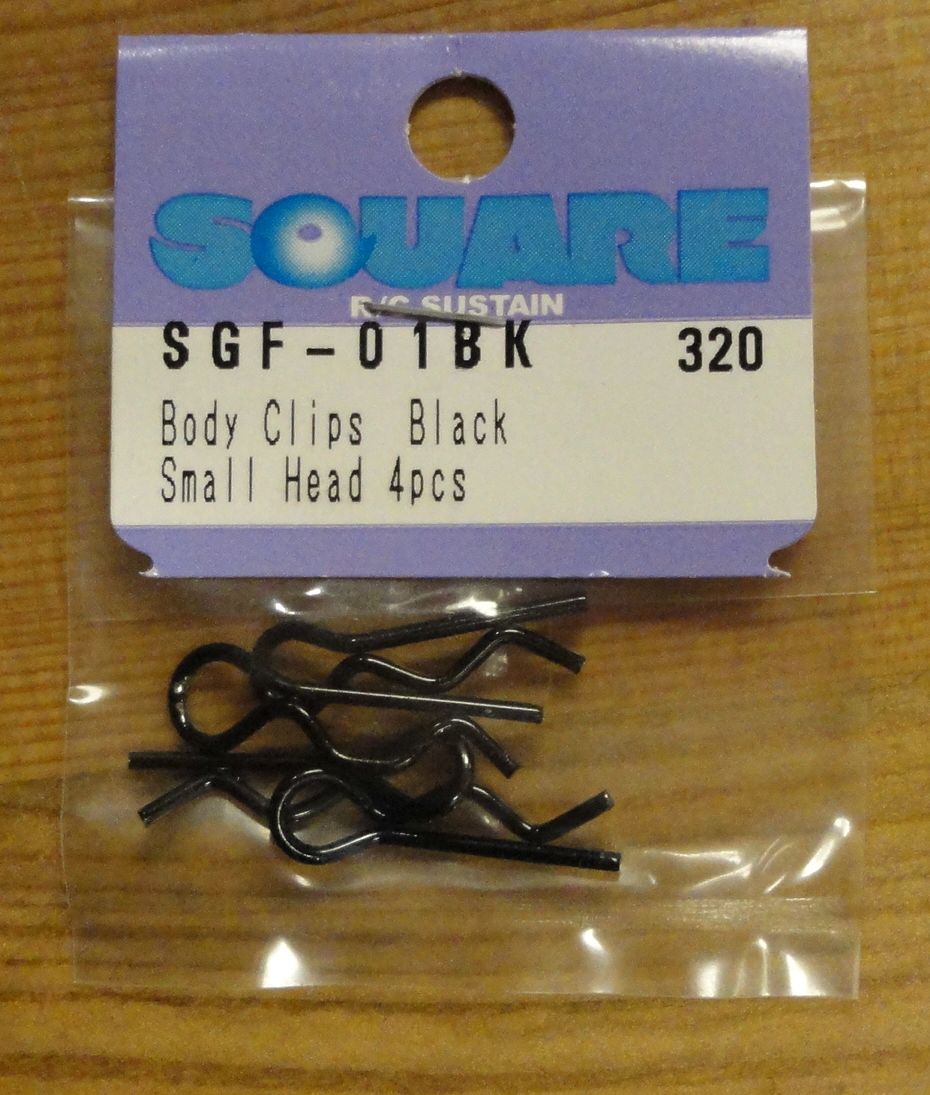 SQUARE
R/C SUSTAIN
SGF-01BK 320
Body Clips Black
Small Head 4pcs